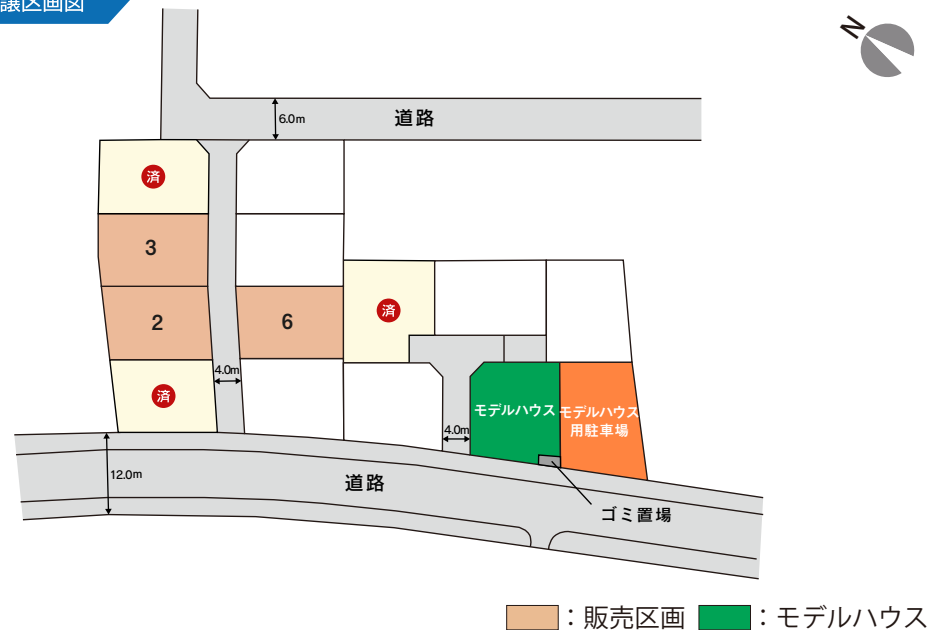 譲区画図
N
6.0m
道路
済
3
2
6
済
済
4.0m
4.0m
モデルハウス
モデルハウス
用駐車場
12.0m
道路
ゴミ置場
：販売区画
：モデルハウス